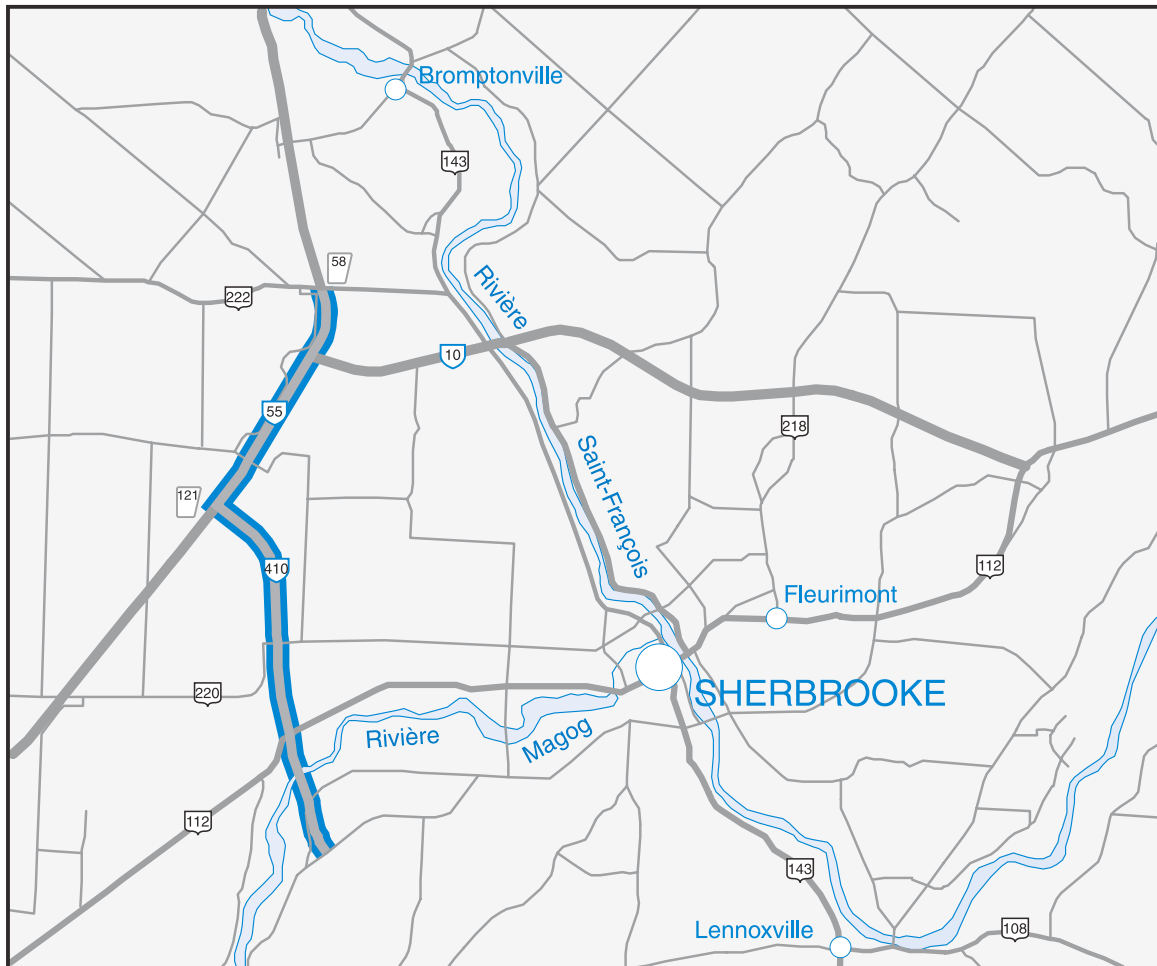 Bromptonville
143
58
222
Rivière
10
55
218
Saint-François
121
410
112
Fleurimont
220
SHERBROOKE
Rivière
Magog
112
143
Lennoxville
108